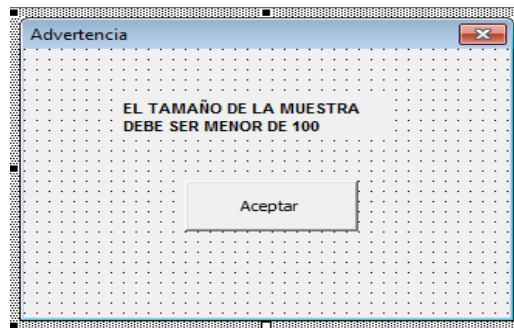 Advertencia
EL TAMAÑO DE LA MUESTRA
DEBE SER MENOR DE 100
Aceptar